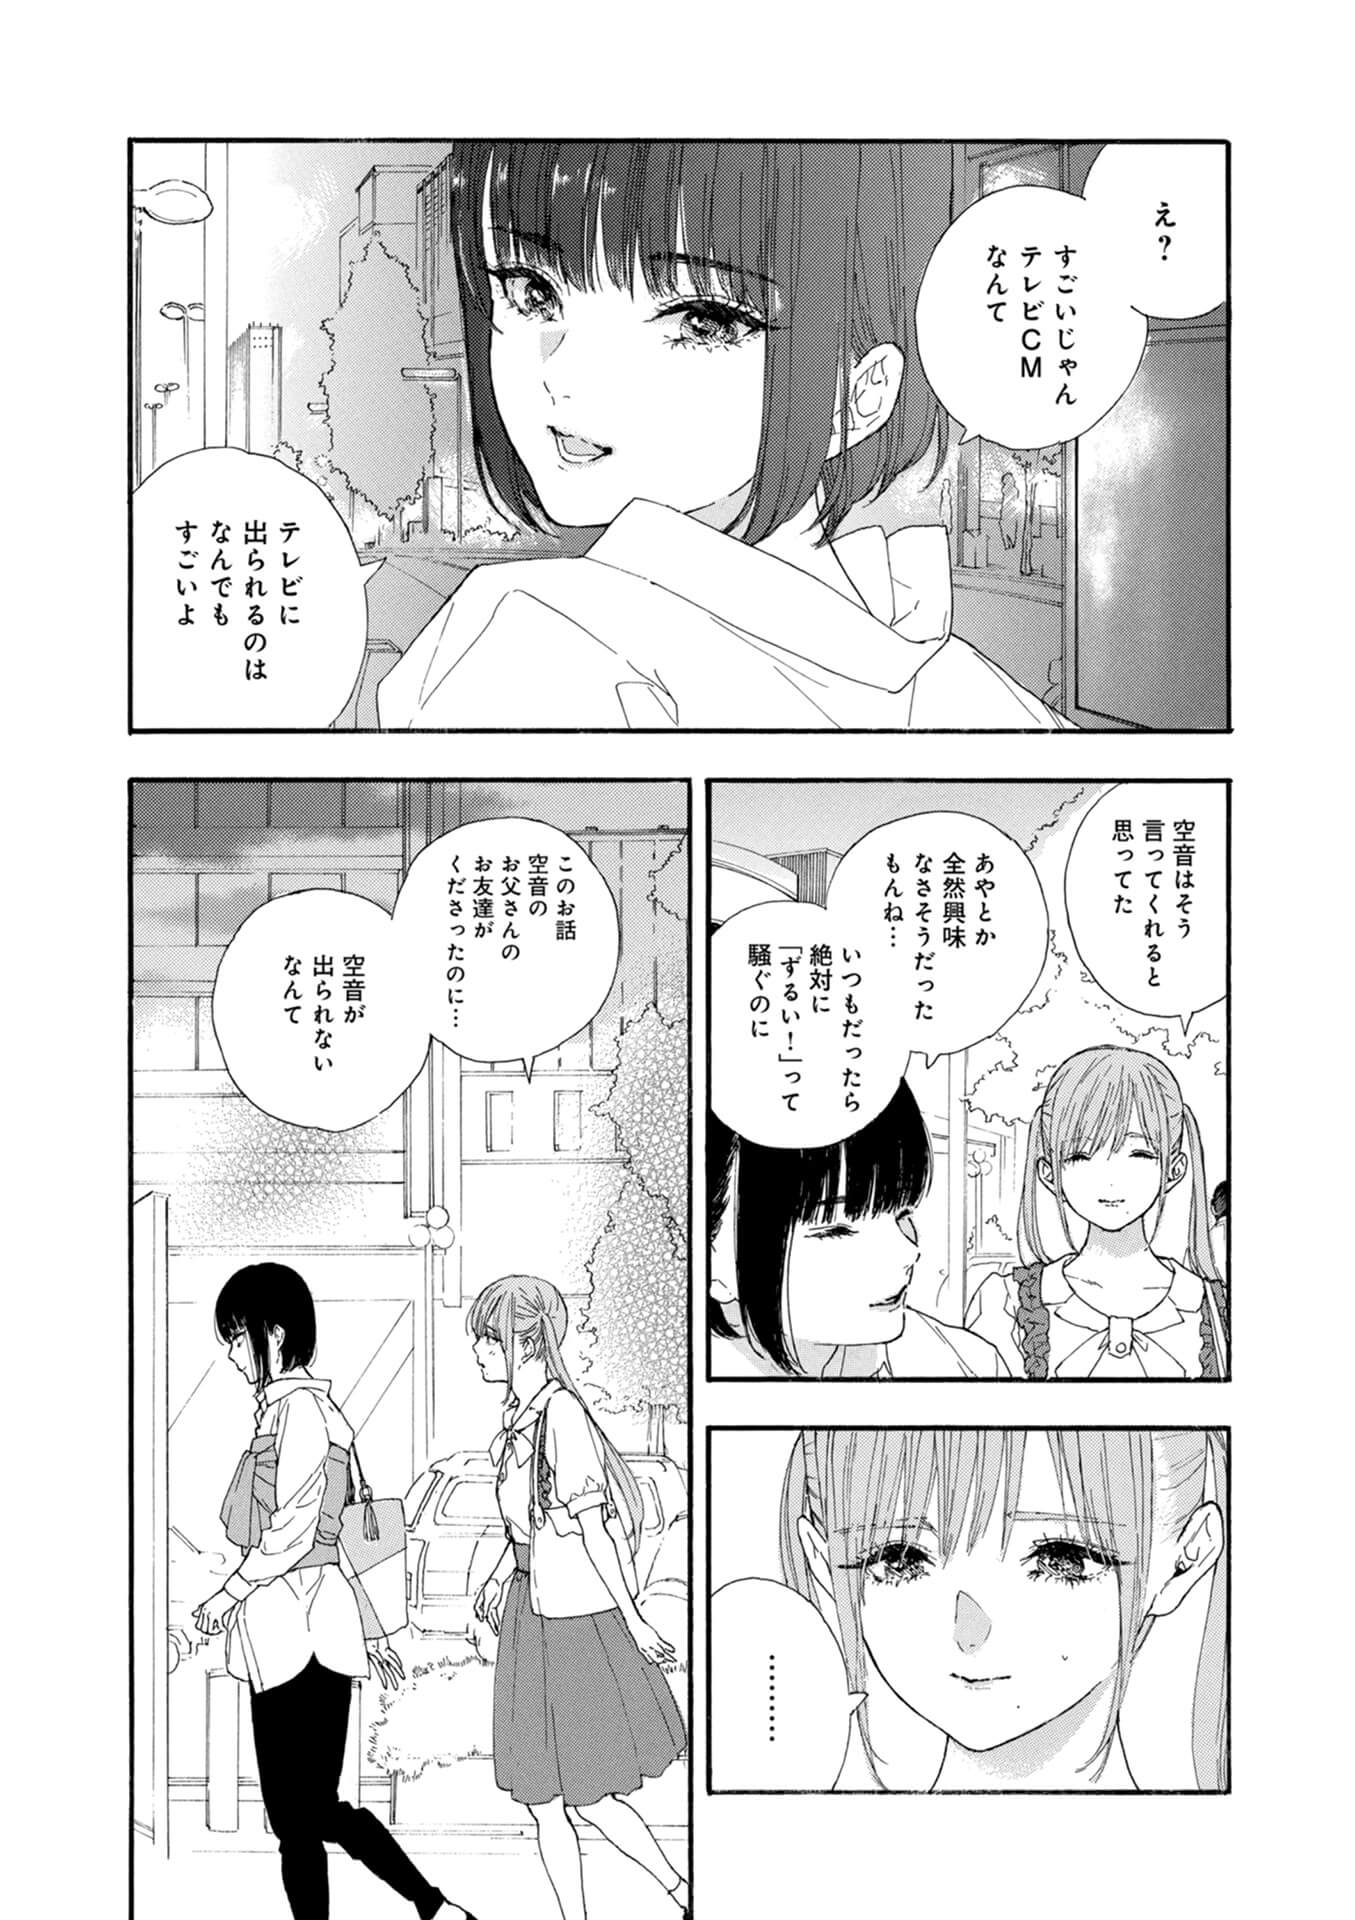 え？
すごいじゃん
テレビCM
なんて
テレビに
出られるのは
なんでも
すごいよ
空音はそう
言ってくれると
思ってた
あやとか
全然興味
なさそうだった
もんね…
いつもだったら
絶対に
「ずるい！」って
騒ぐのに
………
このお話
空音の
お父さんの
お友達が
くださったのに…
空音が
出られない
なんて